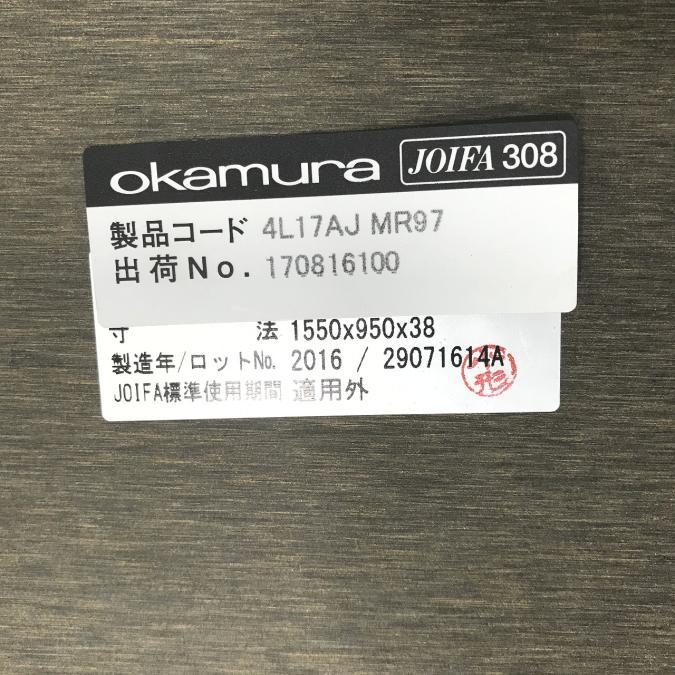 okamura JOIFA 308
製品コード 4L17AJ MR97
出荷No. 170816100
寸 法 1550x950x38
製造年/ロットNo. 2016 / 29071614A
JOIFA標準使用期間 適用外